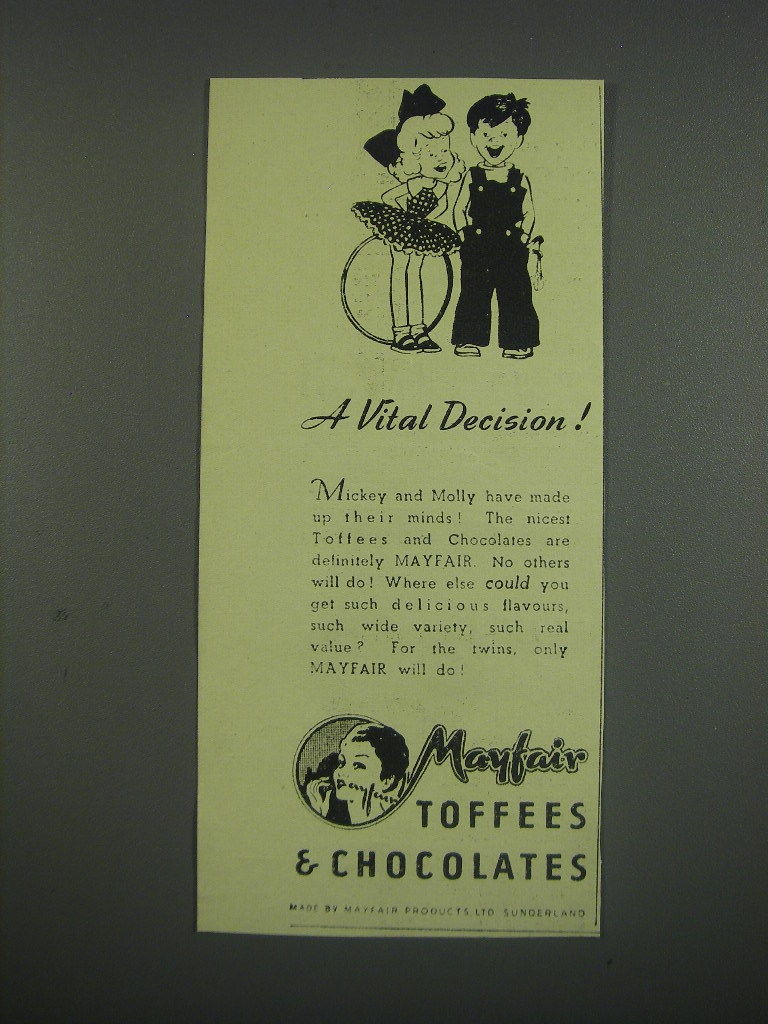 A Vital Decision!
Mickey and Molly have made
up their minds! The nicest
Toffees and Chocolates are
definitely MAYFAIR. No others
will do! Where else could you
get such delicious flavours,
such wide variety, such real
value? For the twins, only
MAYFAIR will do!
Mayfair
Mayfair
TOFFEES
& CHOCOLATES
MADE BY MAYFAIR PRODUCTS LTD SUNDERLAND